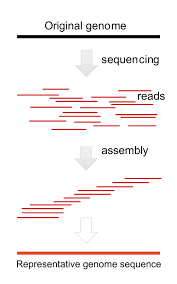 Original genome
sequencing
reads
assembly
Representative genome sequence